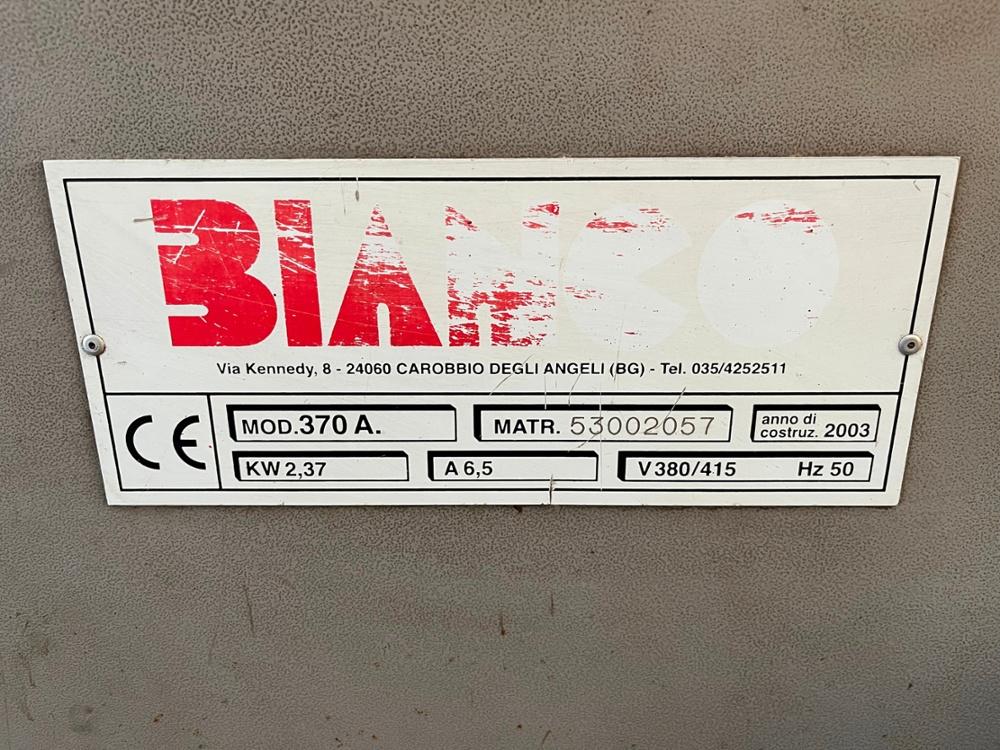 BIANCO
Via Kennedy, 8 - 24060 CAROBBIO DEGLI ANGELI (BG) - Tel. 035/4252511
CE MOD.370 A. MATR. 53002057 anno di costruz. 2003
KW 2,37 A 6,5 V 380/415 Hz 50